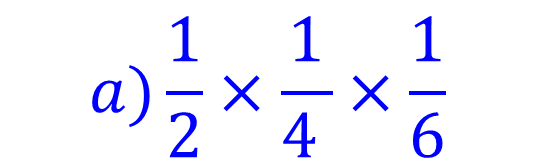 a) 1/2 × 1/4 × 1/6